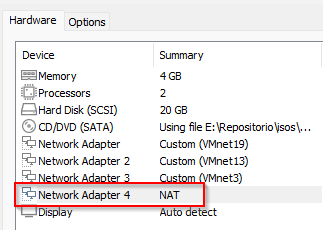 Hardware Options
Device Summary
Memory 4 GB
Processors 2
Hard Disk (SCSI) 20 GB
CD/DVD (SATA) Using file E:\Repositorio\isos\...
Network Adapter Custom (VMnet19)
Network Adapter 2 Custom (VMnet13)
Network Adapter 3 Custom (VMnet3)
Network Adapter 4 NAT
Display Auto detect